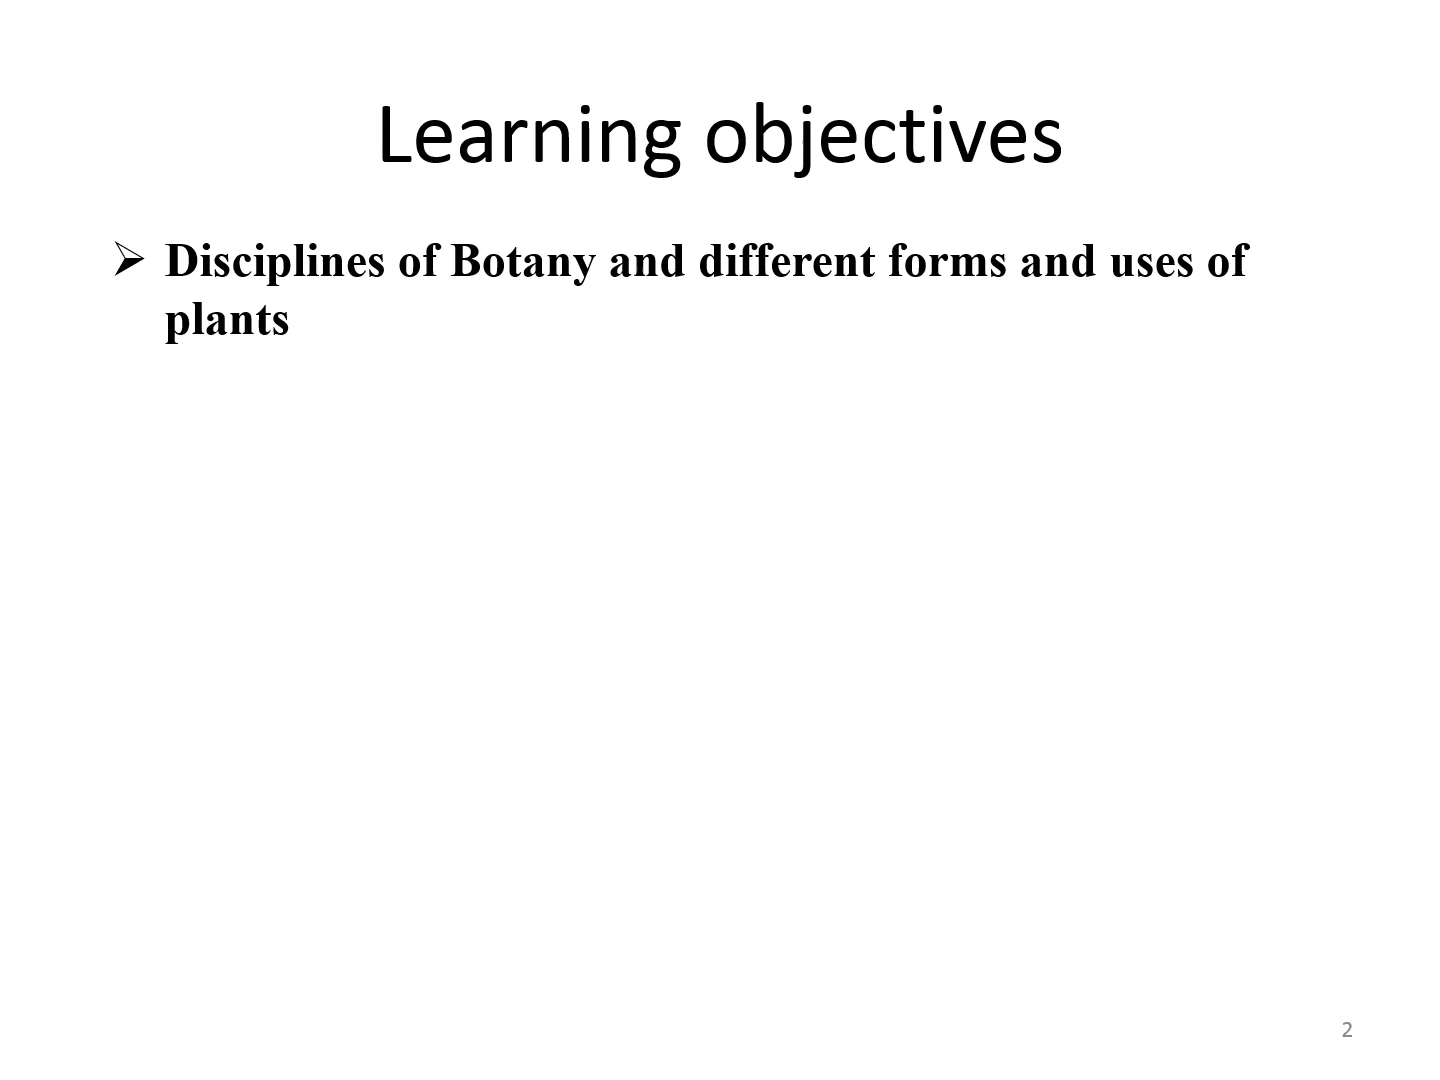 Learning objectives
➢ Disciplines of Botany and different forms and uses of
plants
2